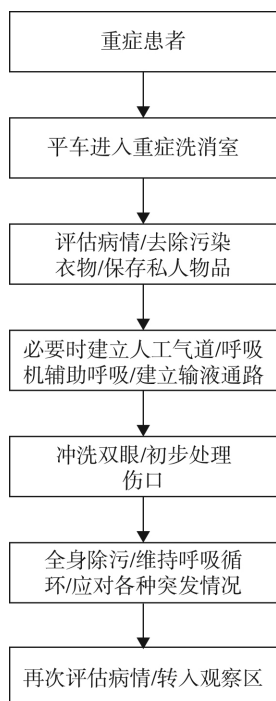 重症患者
平车进入重症洗消室
评估病情/去除污染
衣物/保存私人物品
必要时建立人工气道/呼吸
机辅助呼吸/建立输液通路
冲洗双眼/初步处理
伤口
全身除污/维持呼吸循
环/应对各种突发情况
再次评估病情/转入观察区